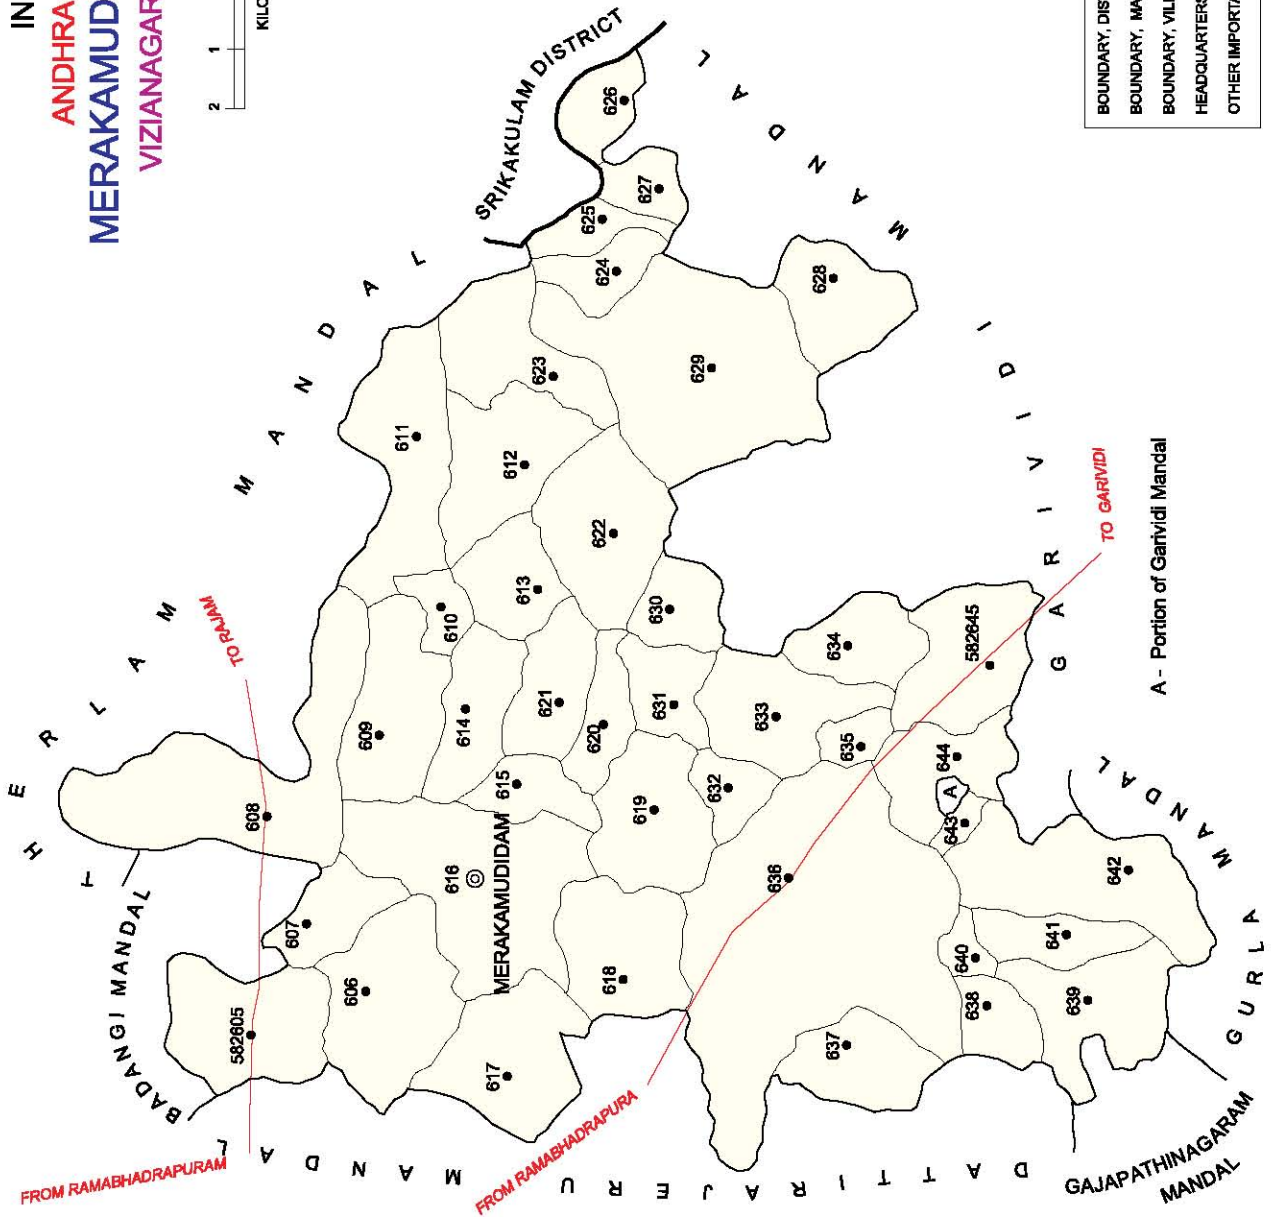 IN
ANDHRA
MERAKAMUD
VIZIANAGAR
KILO
2 1
SRIKAKULAM DISTRICT
THERLAM MANDAL
BADANGI MANDAL
DATTIRAJERU MANDAL
GAJAPATHINAGARAM
MANDAL
GURLA MANDAL
GARIVIDI MANDAL
FROM RAMABHADRAPURAM
TO RAJAM
FROM RAMABHADRAPURA
TO GARIVIDI
MERAKAMUDIDAM
582605
606
607
608
609
610
611
612
613
614
615
616
617
618
619
620
621
622
623
624
625
626
627
628
629
630
631
632
633
634
635
636
637
638
639
640
641
642
643
644
582645
A
A - Portion of Garividi Mandal
BOUNDARY, DIS
BOUNDARY, MA
BOUNDARY, VILL
HEADQUARTERS
OTHER IMPORTA